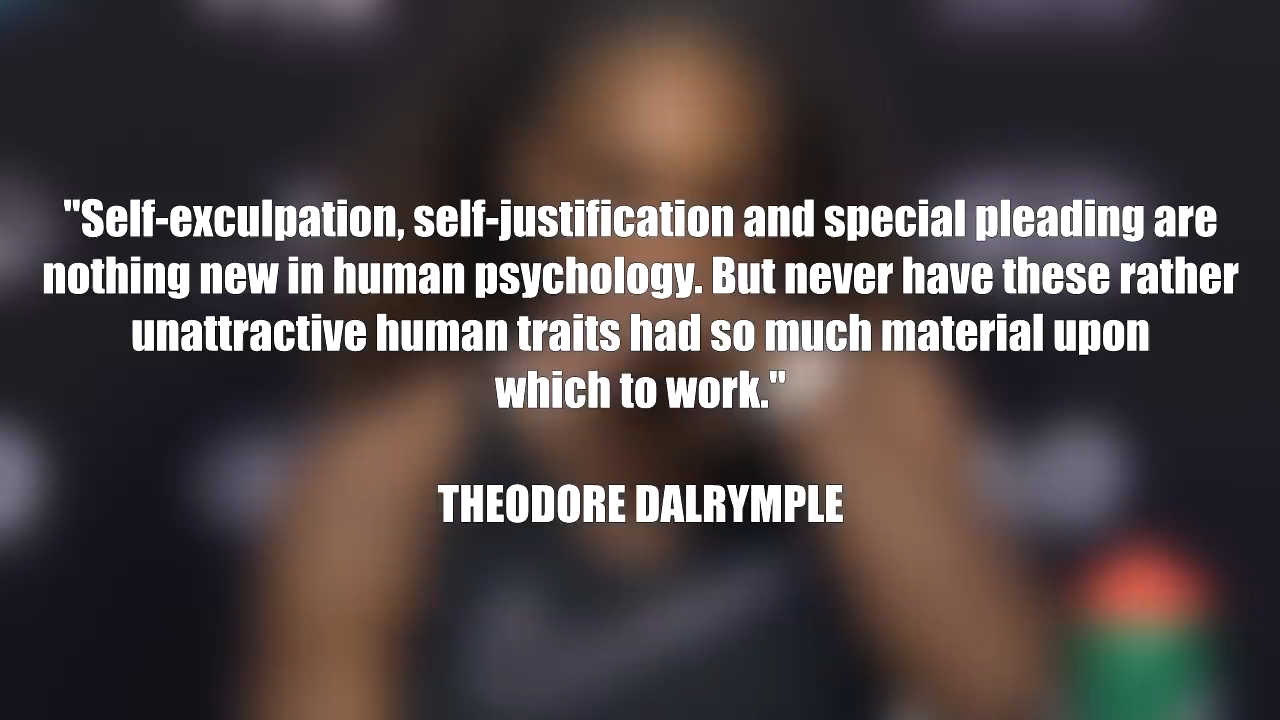 "Self-exculpation, self-justification and special pleading are
nothing new in human psychology. But never have these rather
unattractive human traits had so much material upon
which to work."
THEODORE DALRYMPLE